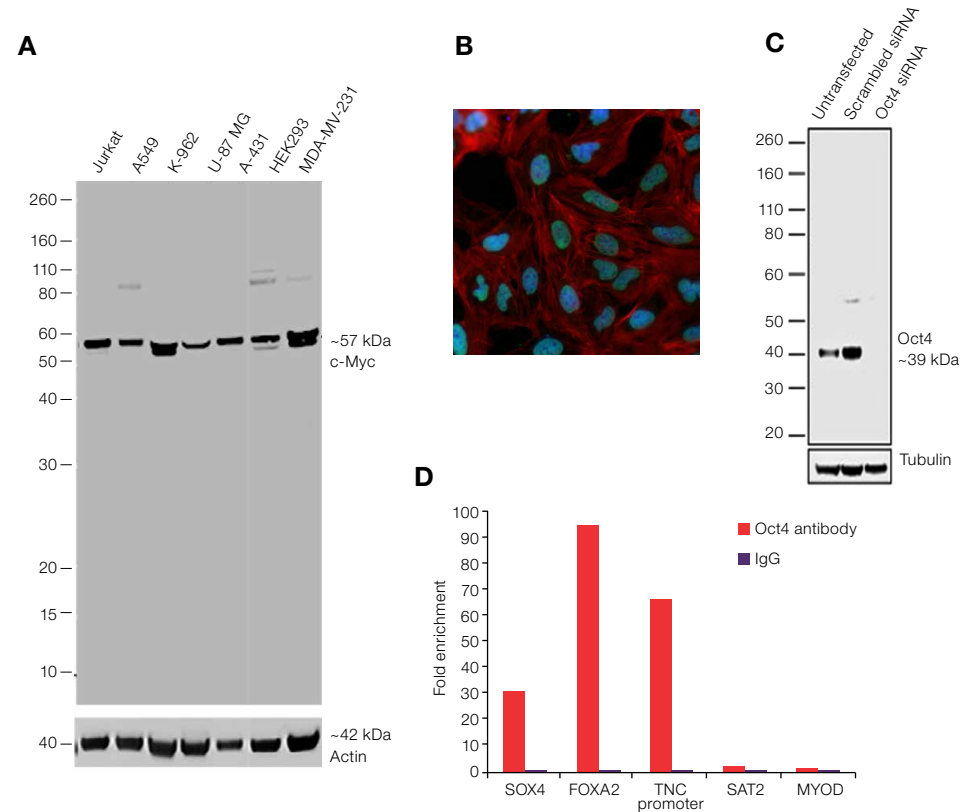 A
Jurkat
A549
K-962
U-87 MG
A-431
HEK293
MDA-MV-231
260
160
110
80
60
50
40
30
20
15
10
~57 kDa
c-Myc
40
~42 kDa
Actin
B
C
Untransfected
Scrambled siRNA
Oct4 siRNA
260
160
110
80
60
50
40
30
20
Oct4
~39 kDa
Tubulin
D
Fold enrichment
100
90
80
70
60
50
40
30
20
10
0
Oct4 antibody
IgG
SOX4
FOXA2
TNC
promoter
SAT2
MYOD